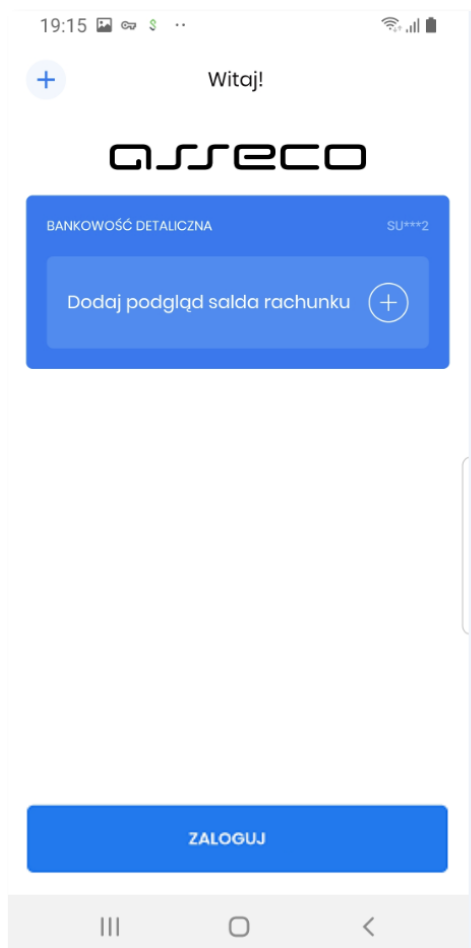 19:15
Witaj!
asseco
BANKOWOŚĆ DETALICZNA SU***2
Dodaj podgląd salda rachunku
ZALOGUJ